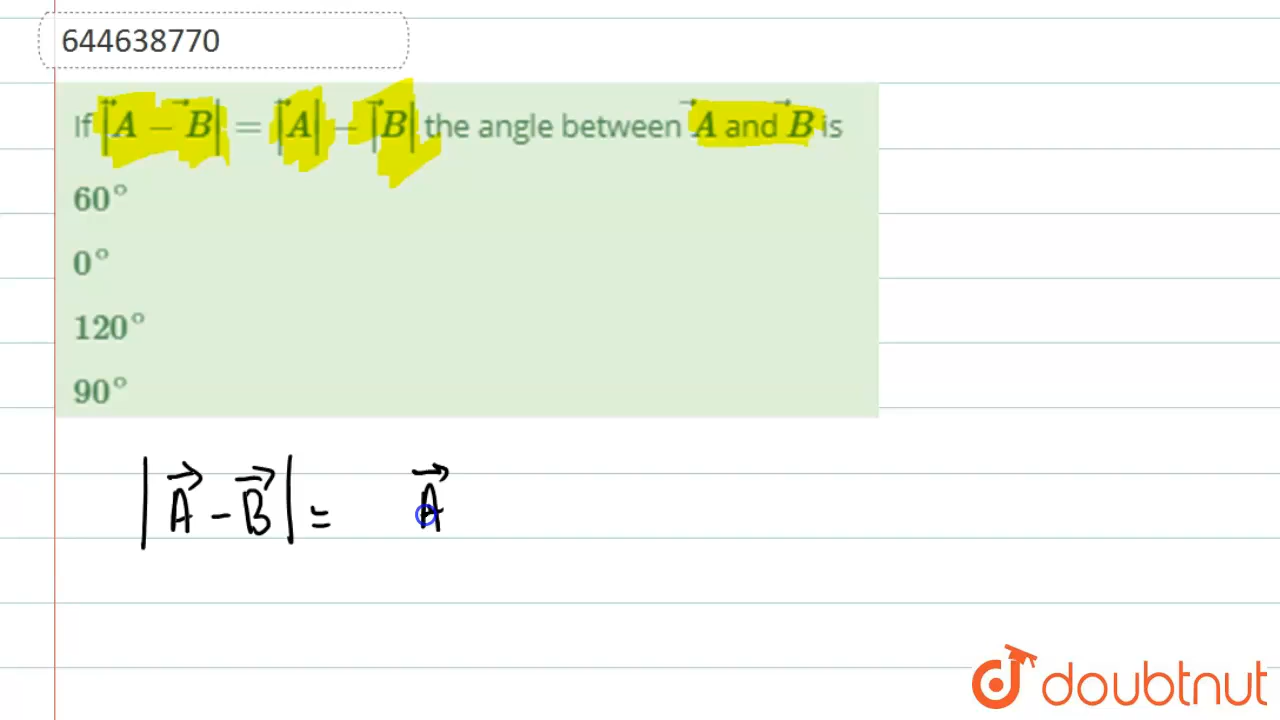 644638770
If |A⃗ − B⃗| = |A⃗| − |B⃗| the angle between A⃗ and B⃗ is
60°
0°
120°
90°
|A⃗ − B⃗| = A⃗
doubtnut